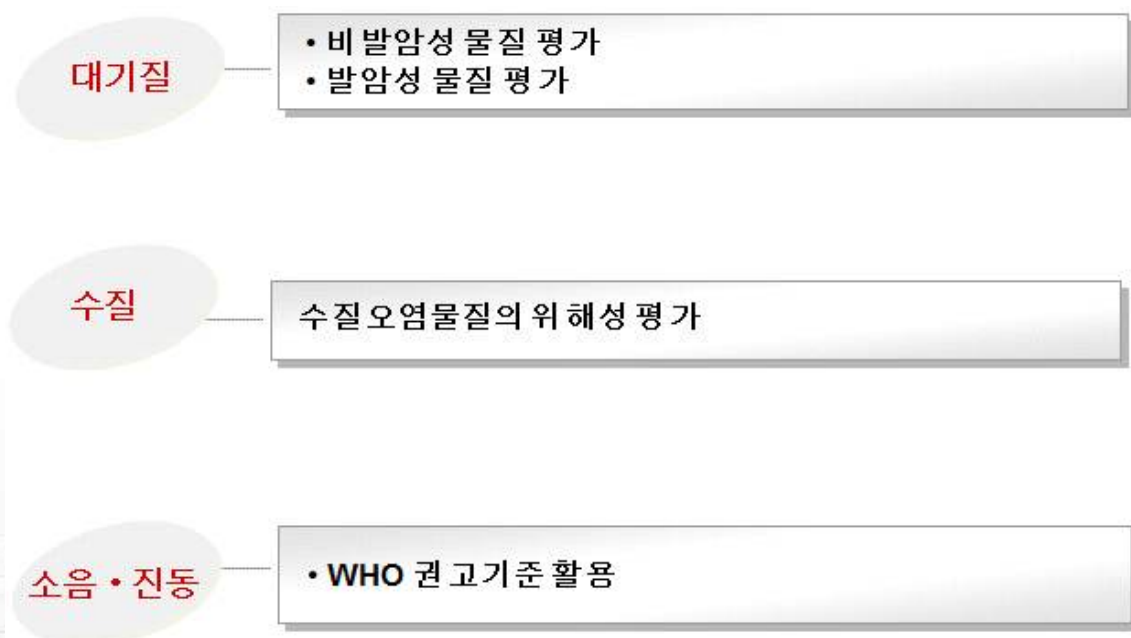 대기질
• 비발암성 물질 평가
• 발암성 물질 평가
수질
수질오염물질의 위해성 평가
소음・진동
• WHO 권고기준 활용